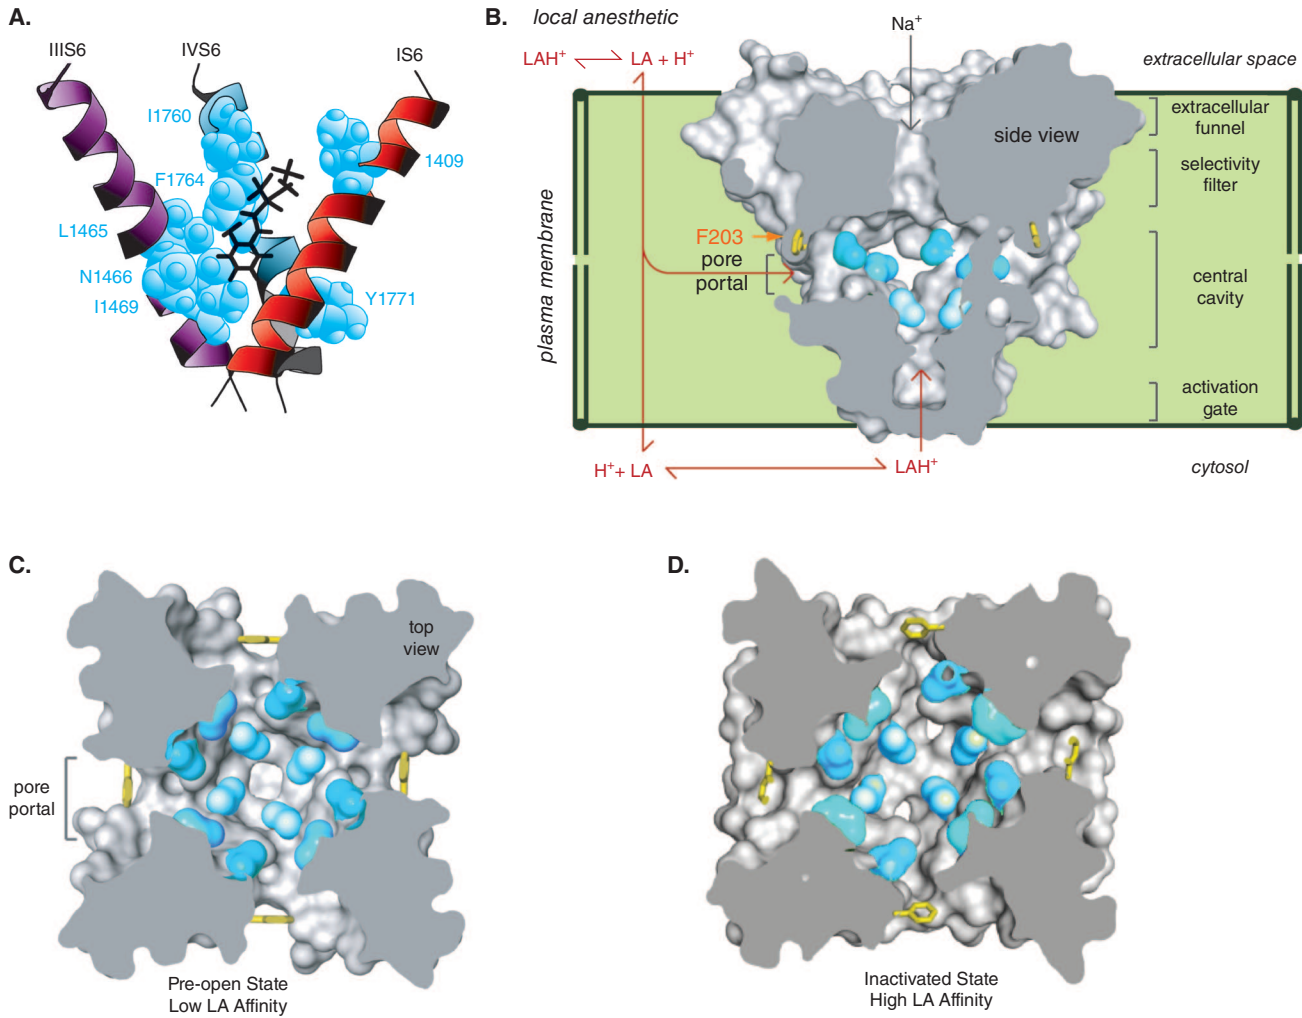 A.
IIIS6
IVS6
IS6
I1760
1409
F1764
L1465
N1466
I1469
Y1771
B.
local anesthetic
Na⁺
LAH⁺
LA + H⁺
extracellular space
extracellular
funnel
side view
selectivity
filter
F203
pore
portal
central
cavity
plasma membrane
activation
gate
H⁺+ LA
LAH⁺
cytosol
C.
top
view
pore
portal
Pre-open State
Low LA Affinity
D.
Inactivated State
High LA Affinity